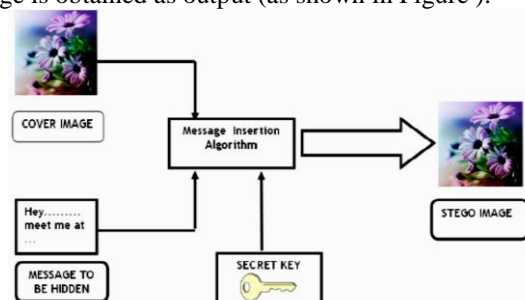 ge is obtained as output (as shown in Figure ).
COVER IMAGE
Message Insertion
Algorithm
STEGO IMAGE
Hey.........
meet me at
...
MESSAGE TO
BE HIDDEN
SECRET KEY